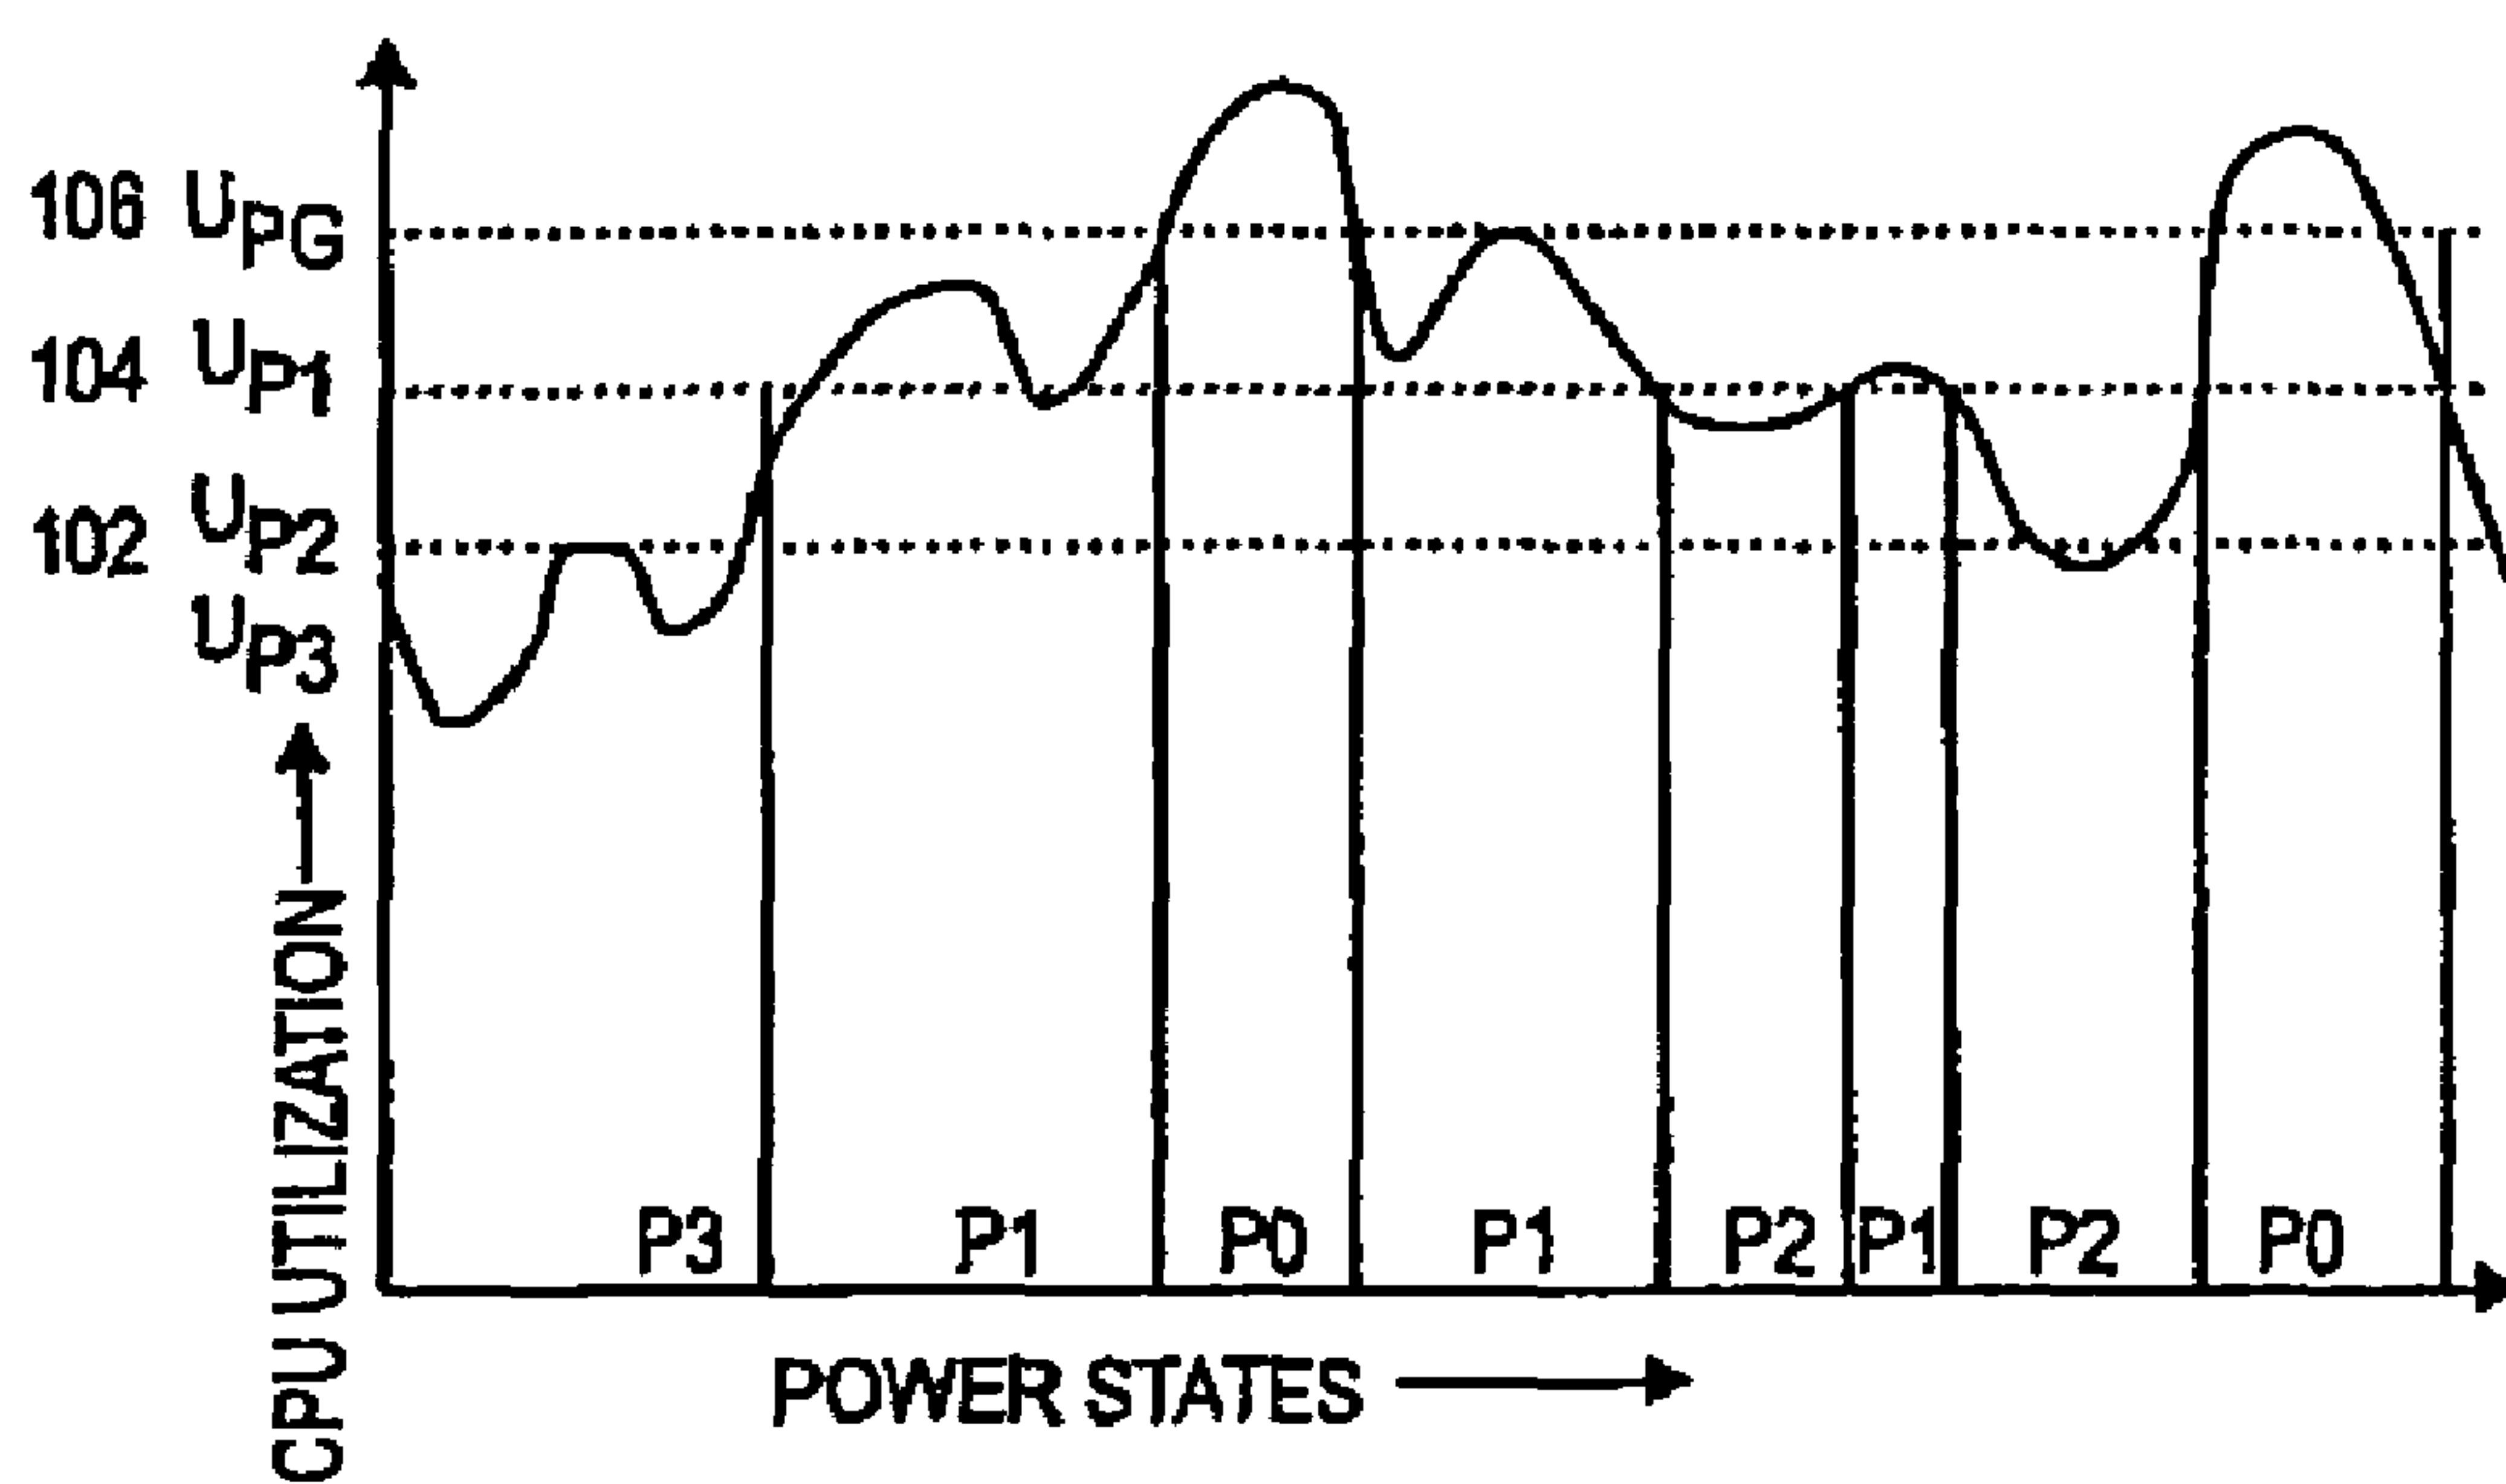 106 UPG
104 UP1
102 UP2
UP3
CPU UTILIZATION
P3 P1 P0 P1 P2 P1 P2 P0
POWER STATES